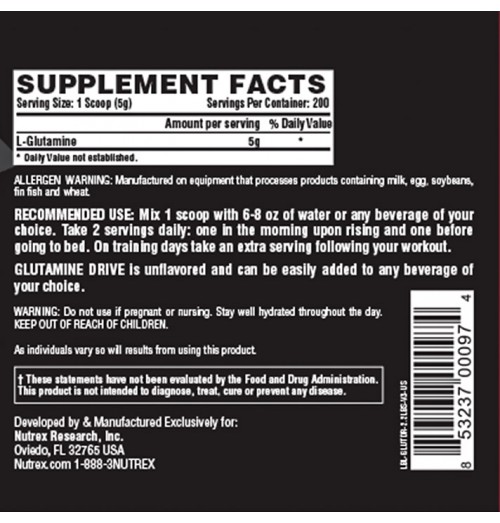 SUPPLEMENT FACTS
Serving Size: 1 Scoop (5g) Servings Per Container: 200
Amount per serving % Daily Value
L-Glutamine 5g *
* Daily Value not established.
ALLERGEN WARNING: Manufactured on equipment that processes products containing milk, egg, soybeans,
fin fish and wheat.
RECOMMENDED USE: Mix 1 scoop with 6-8 oz of water or any beverage of your
choice. Take 2 servings daily: one in the morning upon rising and one before
going to bed. On training days take an extra serving following your workout.
GLUTAMINE DRIVE is unflavored and can be easily added to any beverage of
your choice.
WARNING: Do not use if pregnant or nursing. Stay well hydrated throughout the day.
KEEP OUT OF REACH OF CHILDREN.
As individuals vary so will results from using this product.
† These statements have not been evaluated by the Food and Drug Administration.
This product is not intended to diagnose, treat, cure or prevent any disease.
Developed by & Manufactured Exclusively for:
Nutrex Research, Inc.
Oviedo, FL 32765 USA
Nutrex.com 1-888-3NUTREX
LBL-GLUTDR-2.2LBS-V3-US
8 53237 00097 4